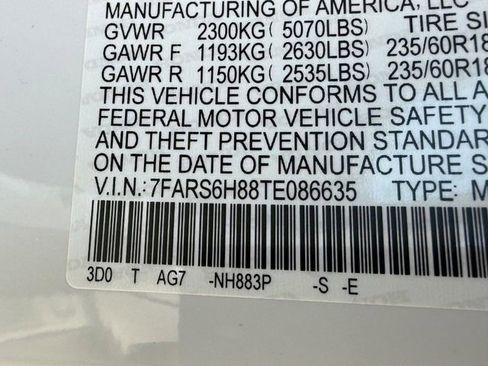 MANUFACTURING OF AMERICA, LLC
GVWR 2300KG ( 5070LBS) TIRE SI
GAWR F 1193KG ( 2630LBS) 235/60R18
GAWR R 1150KG ( 2535LBS) 235/60R18
THIS VEHICLE CONFORMS TO ALL A
FEDERAL MOTOR VEHICLE SAFETY
AND THEFT PREVENTION STANDAR
ON THE DATE OF MANUFACTURE S
V.I.N.: 7FARS6H88TE086635 TYPE: M
3D0 T AG7 -NH883P -S -E